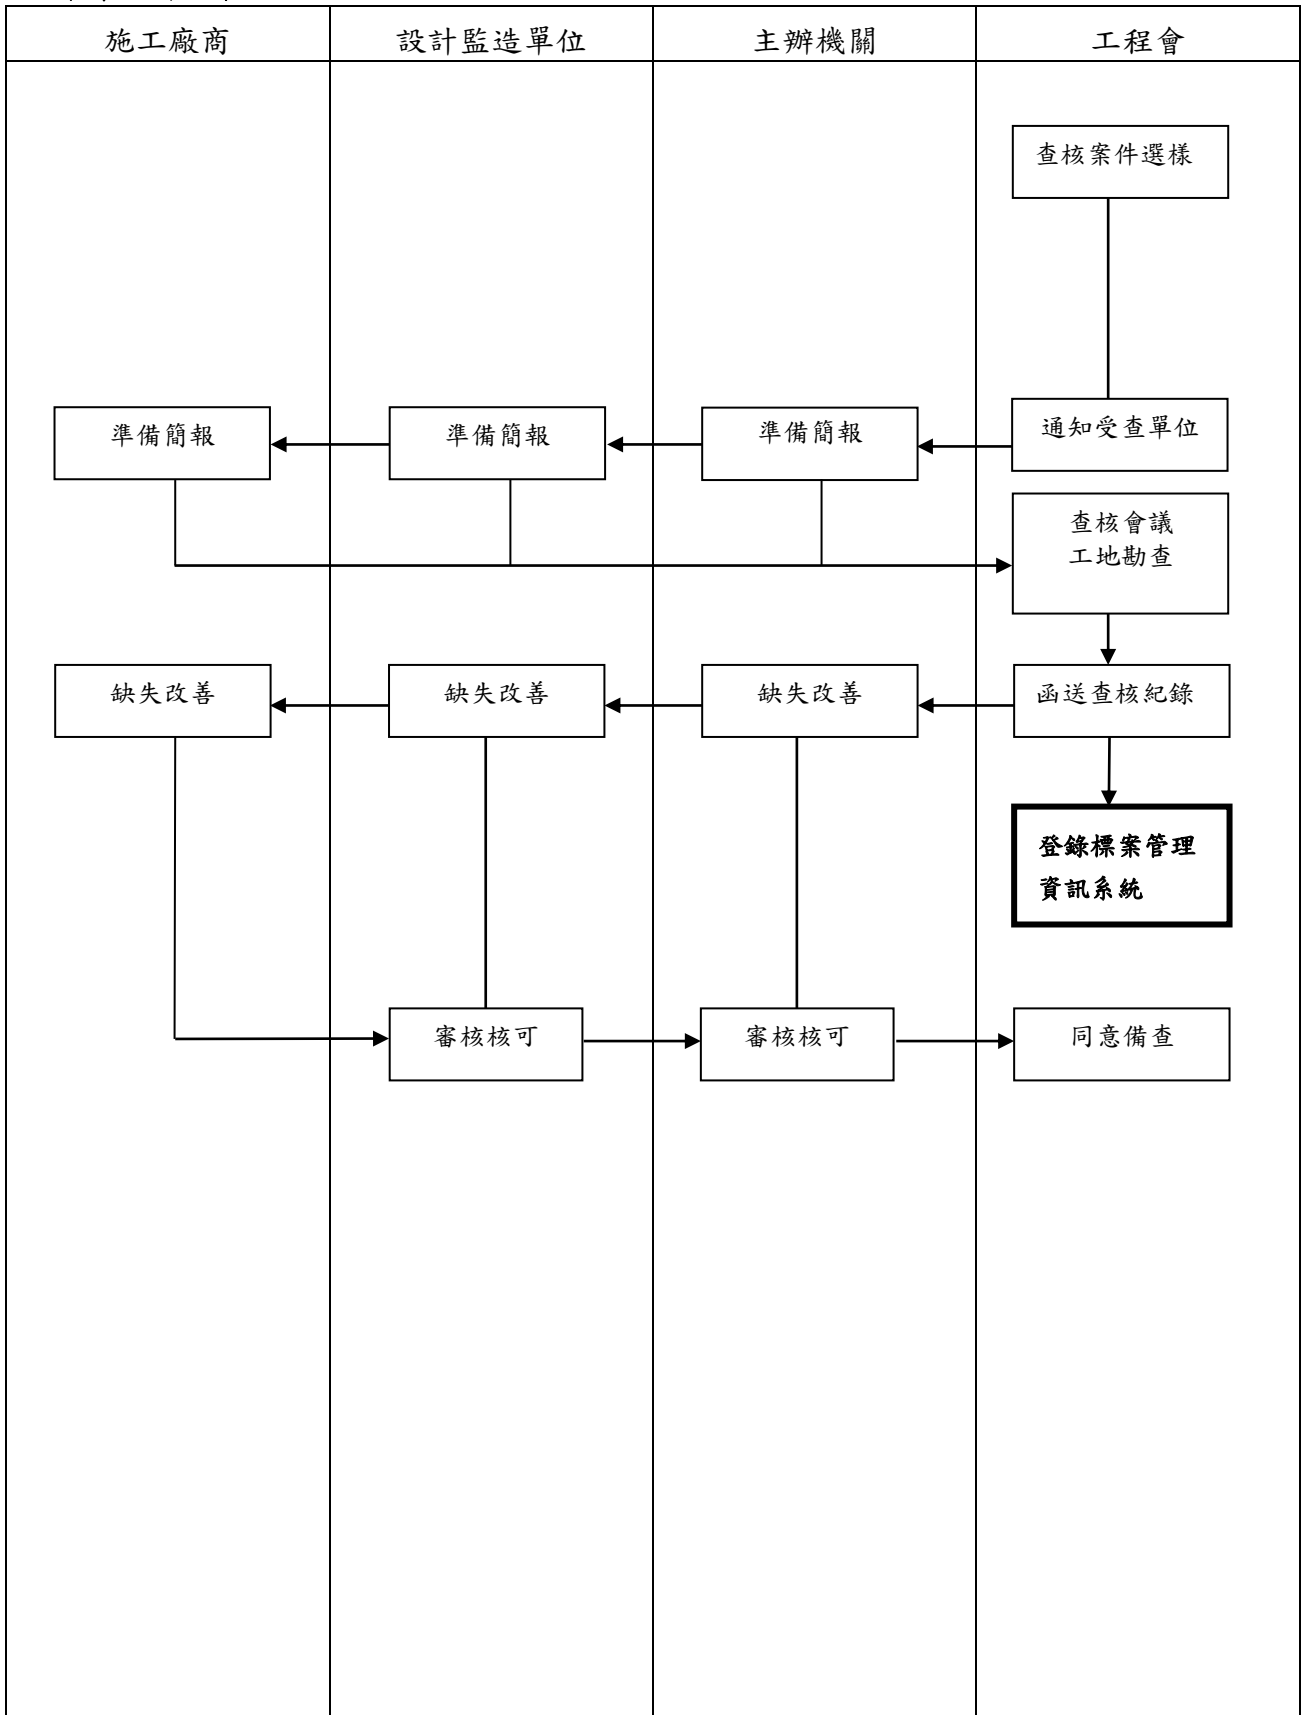 施工廠商
設計監造單位
主辦機關
工程會
查核案件選樣
準備簡報
準備簡報
準備簡報
通知受查單位
查核會議
工地勘查
缺失改善
缺失改善
缺失改善
函送查核紀錄
登錄標案管理
資訊系統
審核核可
審核核可
同意備查